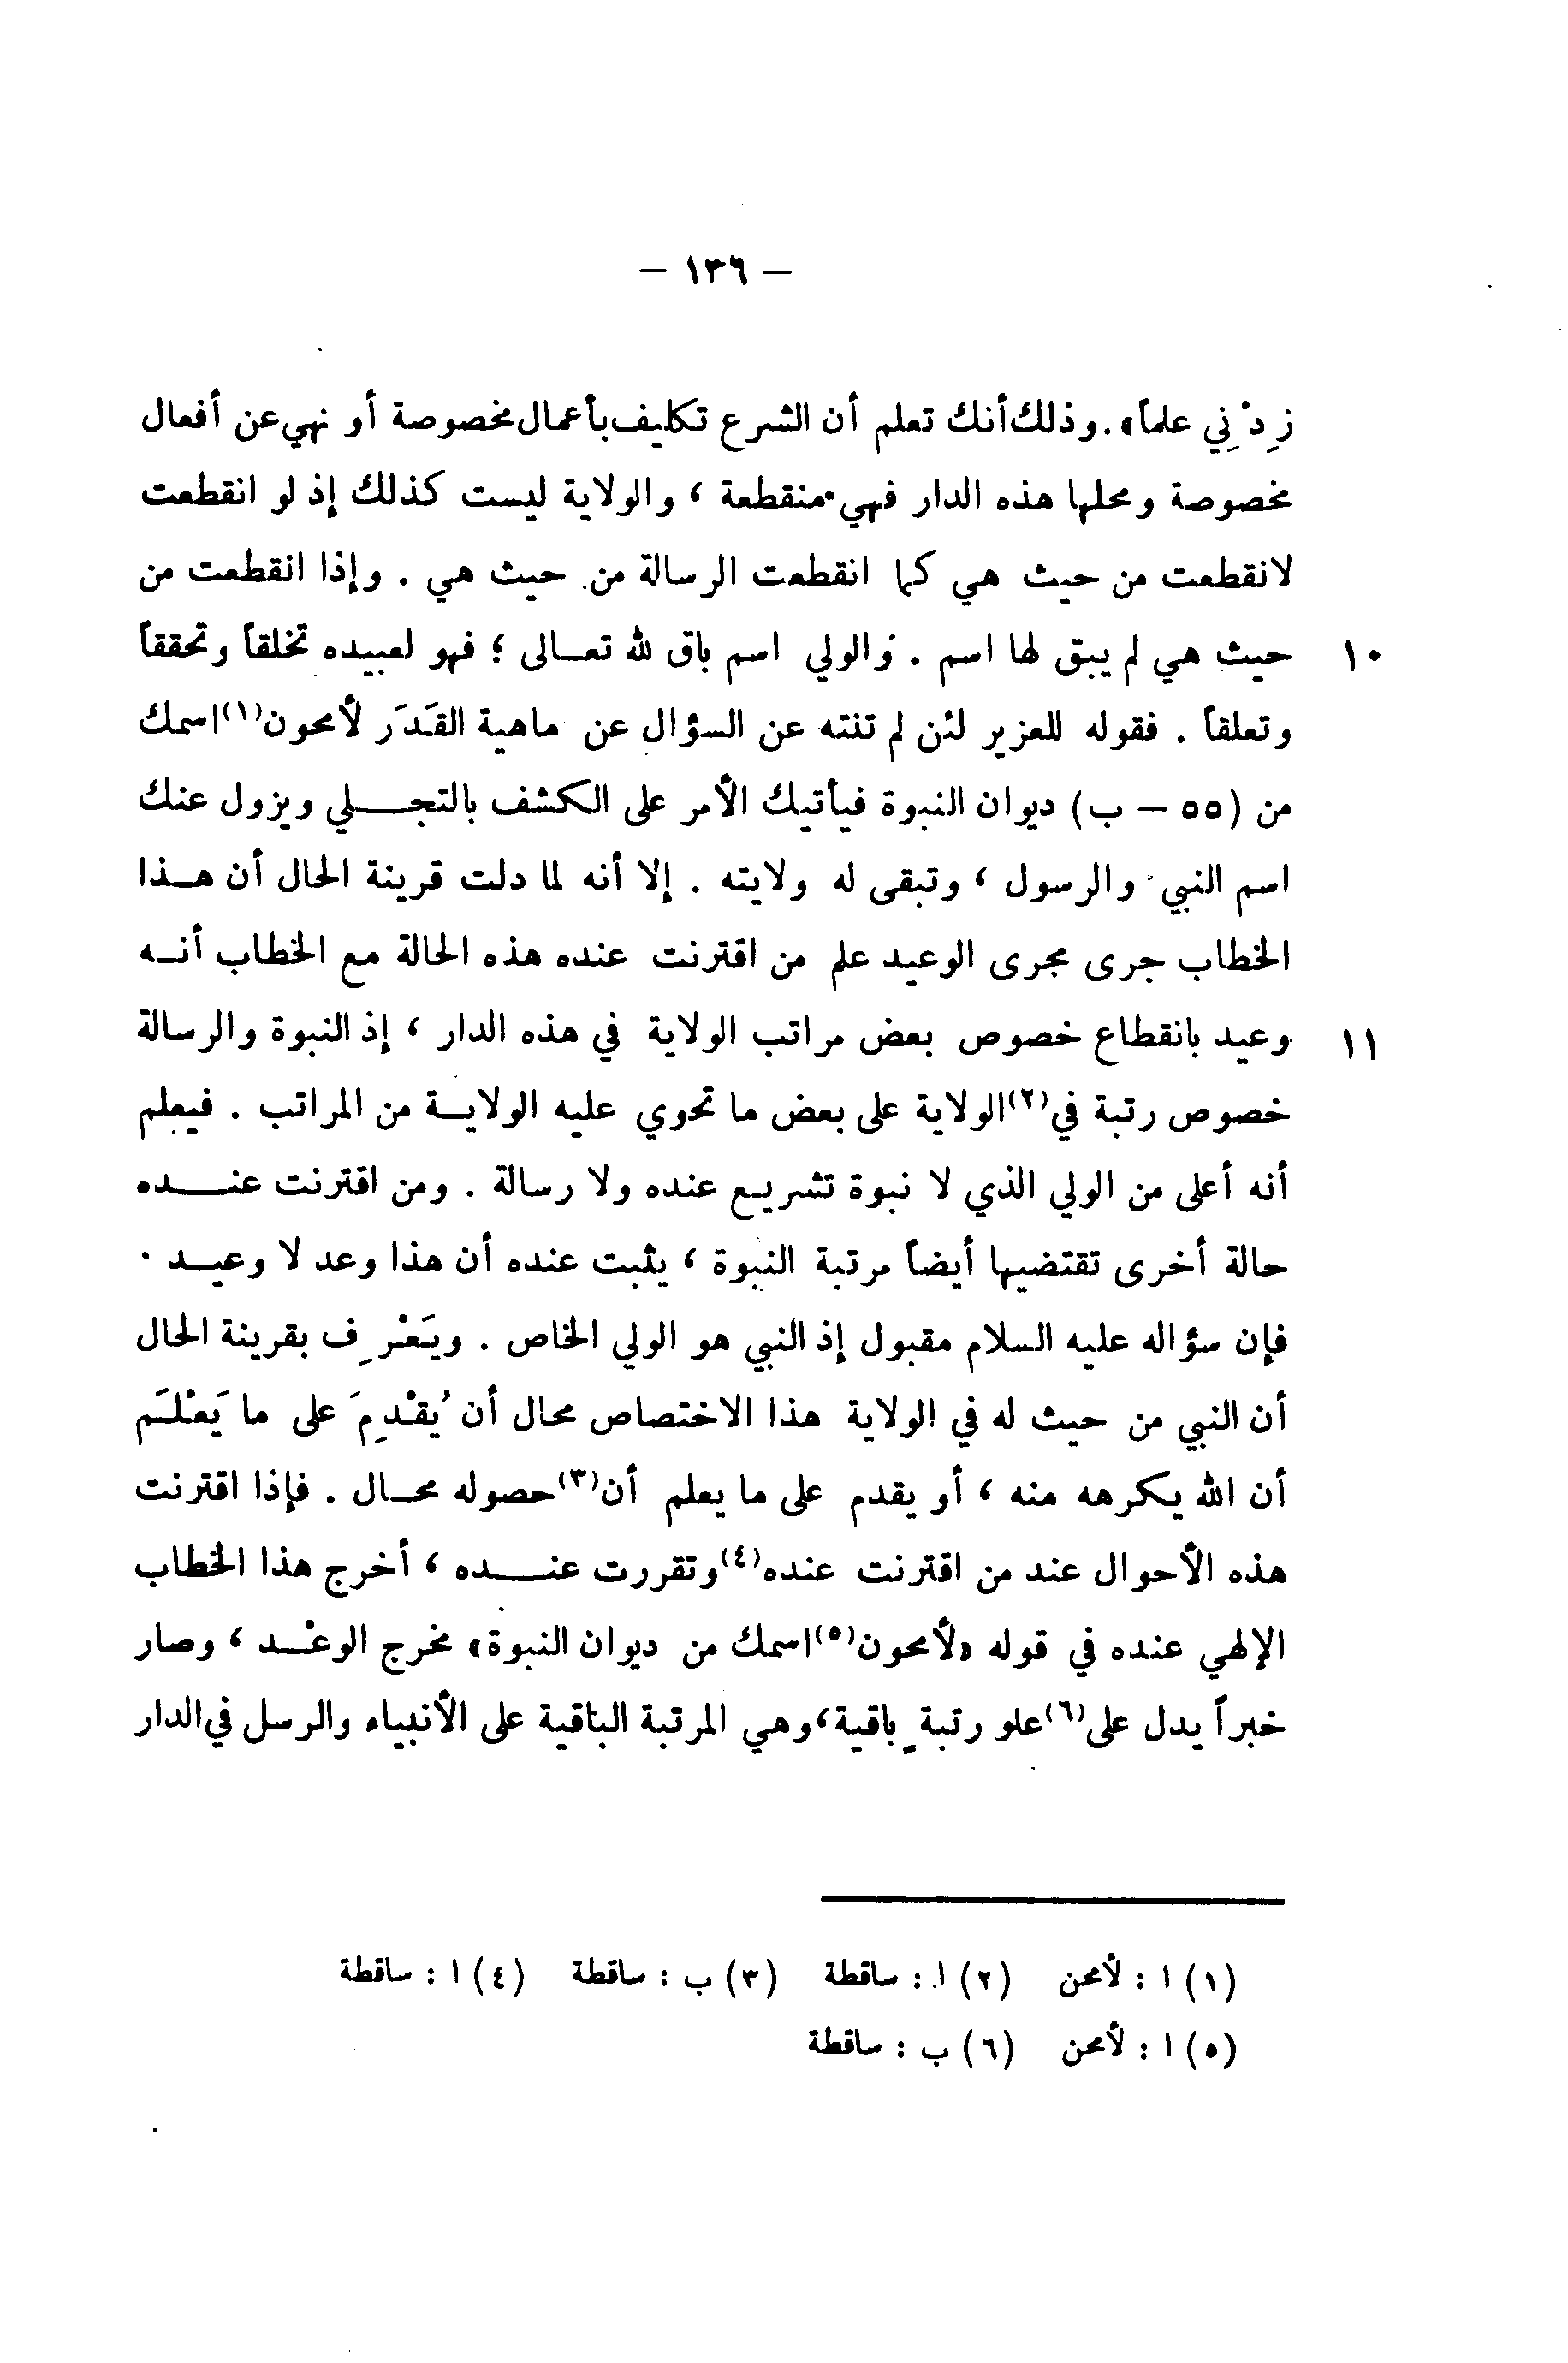 – ١٣٦ –
زِدْنِي علماً». وذلك أنك تعلم أن الشرع تكليف بأعمال مخصوصة أو نهي عن أفعال
مخصوصة ومحلها هذه الدار فهي منقطعة ، والولاية ليست كذلك إذ لو انقطعت
لانقطعت من حيث هي كما انقطعت الرسالة من حيث هي . وإذا انقطعت من
١٠ حيث هي لم يبق لها اسم . والولي اسم باق لله تعالى ؛ فهو لعبيده تخلقاً وتحققاً
وتعلقاً . فقوله للعزير لئن لم تنته عن السؤال عن ماهية القَدَر لأمحون(١) اسمك
من (٥٥ – ب) ديوان النبوة فيأتيك الأمر على الكشف بالتجلي ويزول عنك
اسم النبي والرسول ، وتبقى له ولايته . إلا أنه لما دلت قرينة الحال أن هذا
الخطاب جرى مجرى الوعيد علم من اقترنت عنده هذه الحالة مع الخطاب أنه
١١ وعيد بانقطاع خصوص بعض مراتب الولاية في هذه الدار ، إذ النبوة والرسالة
خصوص رتبة في(٢) الولاية على بعض ما تحوي عليه الولاية من المراتب . فيعلم
أنه أعلى من الولي الذي لا نبوة تشريع عنده ولا رسالة . ومن اقترنت عنده
حالة أخرى تقتضيها أيضاً مرتبة النبوة ، يثبت عنده أن هذا وعد لا وعيد .
فإن سؤاله عليه السلام مقبول إذ النبي هو الولي الخاص . ويَعْرِف بقرينة الحال
أن النبي من حيث له في الولاية هذا الاختصاص محال أن يُقْدِمَ على ما يَعْلَم
أن الله يكرهه منه ، أو يقدم على ما يعلم أن(٣) حصوله محال . فإذا اقترنت
هذه الأحوال عند من اقترنت عنده(٤) وتقررت عنده ، أخرج هذا الخطاب
الإلهي عنده في قوله «لأمحون(٥) اسمك من ديوان النبوة» مخرج الوعْد ، وصار
خبراً يدل على(٦) علو رتبةٍ باقية ، وهي المرتبة الباقية على الأنبياء والرسل في الدار
(١) ا : لأمحن (٢) ا : ساقطة (٣) ب : ساقطة (٤) ا : ساقطة
(٥) ا : لأمحن (٦) ب : ساقطة